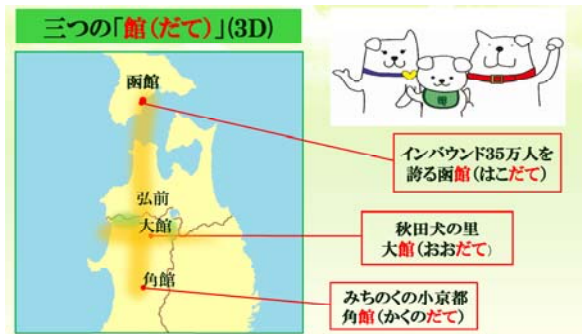 三つの「館(だて)」(3D)
函館
弘前
大館
角館
インバウンド35万人を
誇る函館(はこだて)
秋田犬の里
大館(おおだて)
みちのくの小京都
角館(かくのだて)